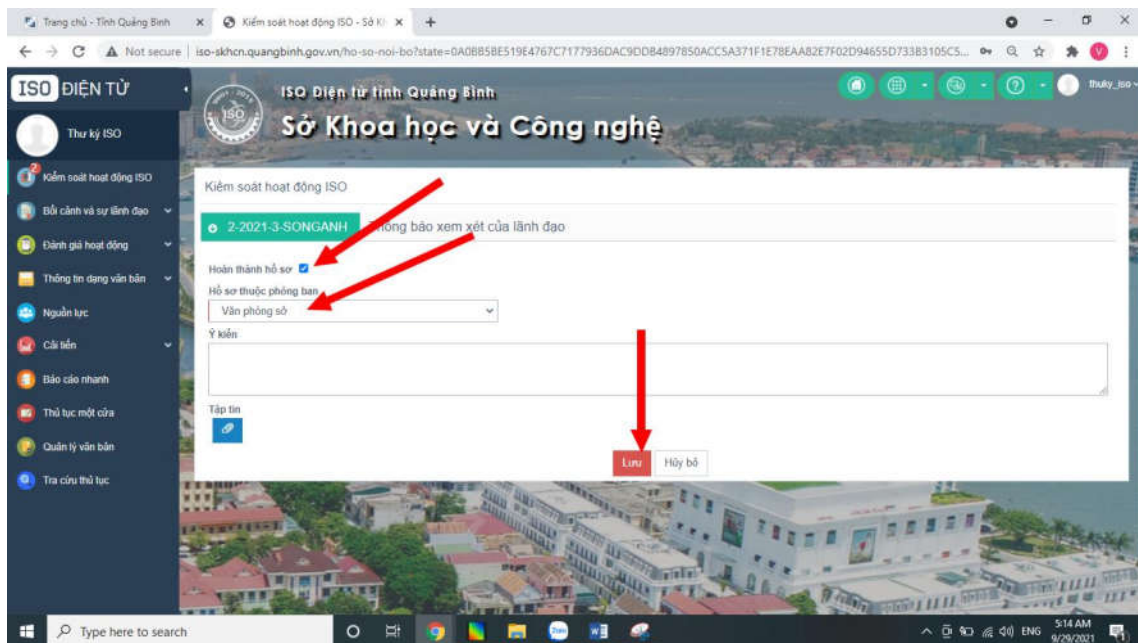 Trang chủ - Tỉnh Quảng Bình
Kiểm soát hoạt động ISO - Sở K
Not secure
iso-skhcn.quangbinh.gov.vn/ho-so-noi-bo?state=0A0BB5BE519E4767C7177936DAC9DDB4897850ACC5A371F1E78EAA82E7F02D94655D733B3105C5...
V
ISO ĐIỆN TỬ
ISO Điện tử tỉnh Quảng Bình
Sở Khoa học và Công nghệ
thuky_iso
Thư ký ISO
2
Kiểm soát hoạt động ISO
Bối cảnh và sự lãnh đạo
Đánh giá hoạt động
Thông tin dạng văn bản
Nguồn lực
Cải tiến
Báo cáo nhanh
Thủ tục một cửa
Quản lý văn bản
Tra cứu thủ tục
Kiểm soát hoạt động ISO
2-2021-3-SONGANH
Thông báo xem xét của lãnh đạo
Hoàn thành hồ sơ
Hồ sơ thuộc phòng ban
Văn phòng sở
Ý kiến
Tập tin
Lưu
Hủy bỏ
Type here to search
Zalo
ENG
5:14 AM
9/29/2021